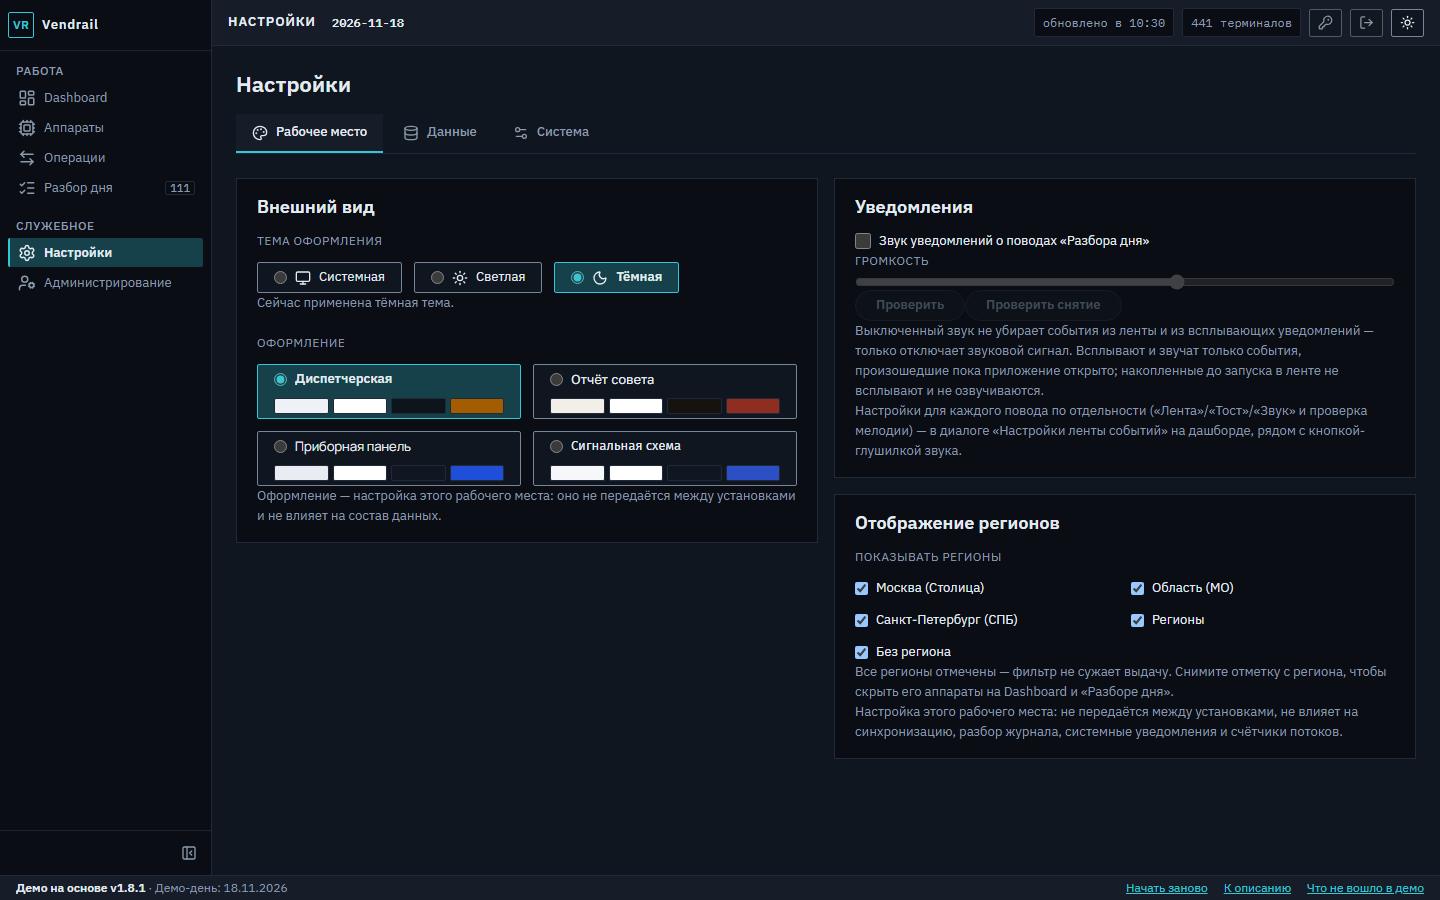 VR Vendrail
НАСТРОЙКИ 2026-11-18
обновлено в 10:30
441 терминалов
РАБОТА
Dashboard
Аппараты
Операции
Разбор дня 111
СЛУЖЕБНОЕ
Настройки
Администрирование
Настройки
Рабочее место
Данные
Система
Внешний вид
ТЕМА ОФОРМЛЕНИЯ
Системная
Светлая
Тёмная
Сейчас применена тёмная тема.
ОФОРМЛЕНИЕ
Диспетчерская
Отчёт совета
Приборная панель
Сигнальная схема
Оформление — настройка этого рабочего места: оно не передаётся между установками
и не влияет на состав данных.
Уведомления
Звук уведомлений о поводах «Разбора дня»
ГРОМКОСТЬ
Проверить
Проверить снятие
Выключенный звук не убирает события из ленты и из всплывающих уведомлений —
только отключает звуковой сигнал. Всплывают и звучат только события,
произошедшие пока приложение открыто; накопленные до запуска в ленте не
всплывают и не озвучиваются.
Настройки для каждого повода по отдельности («Лента»/«Тост»/«Звук» и проверка
мелодии) — в диалоге «Настройки ленты событий» на дашборде, рядом с кнопкой-
глушилкой звука.
Отображение регионов
ПОКАЗЫВАТЬ РЕГИОНЫ
Москва (Столица)
Область (МО)
Санкт-Петербург (СПБ)
Регионы
Без региона
Все регионы отмечены — фильтр не сужает выдачу. Снимите отметку с региона, чтобы
скрыть его аппараты на Dashboard и «Разборе дня».
Настройка этого рабочего места: не передаётся между установками, не влияет на
синхронизацию, разбор журнала, системные уведомления и счётчики потоков.
Демо на основе v1.8.1 · Демо-день: 18.11.2026
Начать заново
К описанию
Что не вошло в демо